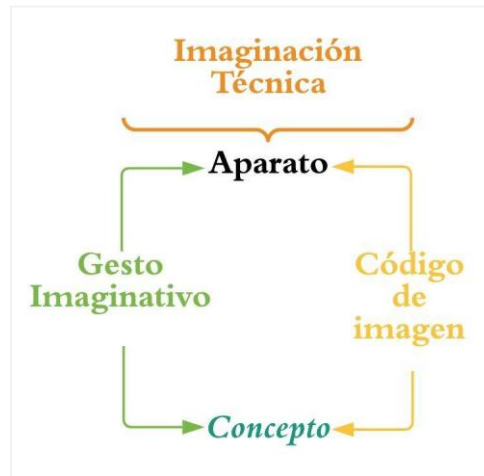 Imaginación
Técnica
Aparato
Gesto
Imaginativo
Código
de
imagen
Concepto